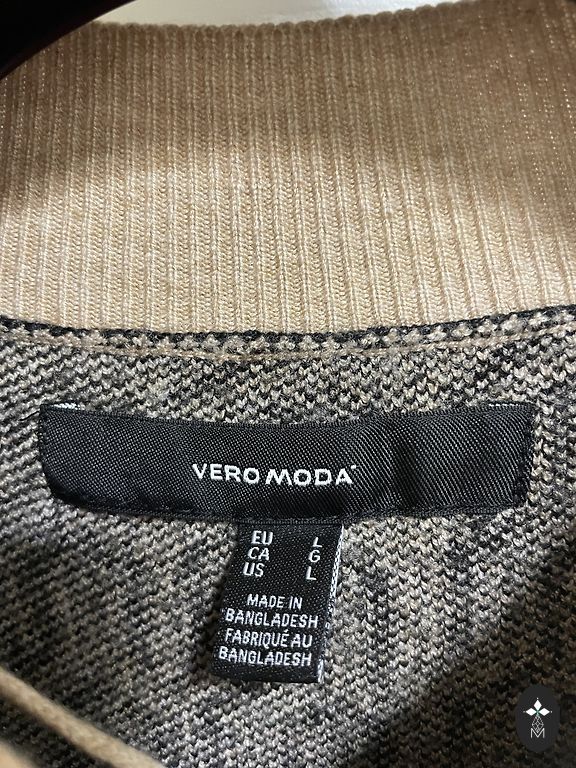 VERO MODA
EU L
CA G
US L
MADE IN
BANGLADESH
FABRIQUÉ AU
BANGLADESH
M